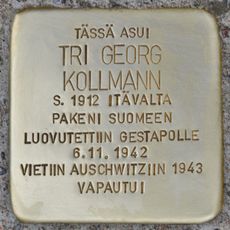 TÄSSÄ ASUI
TRI GEORG
KOLLMANN
S. 1912 ITÄVALTA
PAKENI SUOMEEN
LUOVUTETTIIN GESTAPOLLE
6.11. 1942
VIETIIN AUSCHWITZIIN 1943
VAPAUTUI